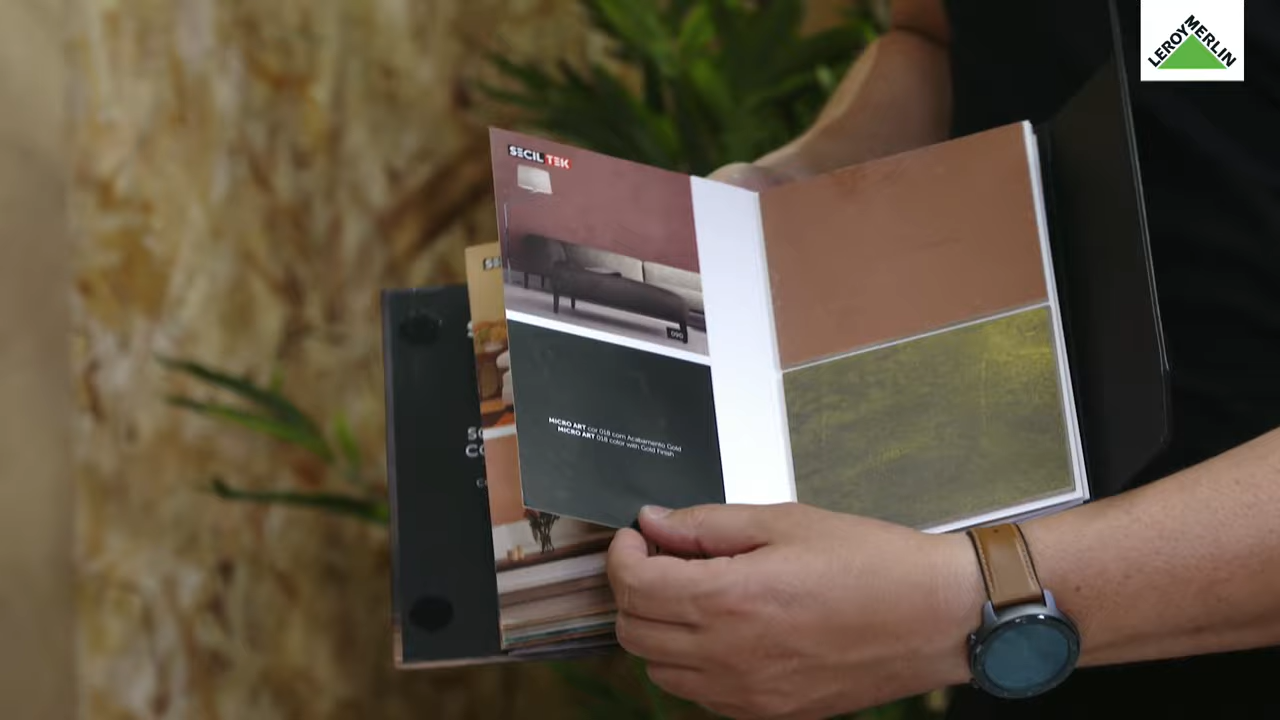 LEROY MERLIN
SECIL TEK
090
MICRO ART cor 018 com Acabamento Gold
MICRO ART 018 color with Gold Finish